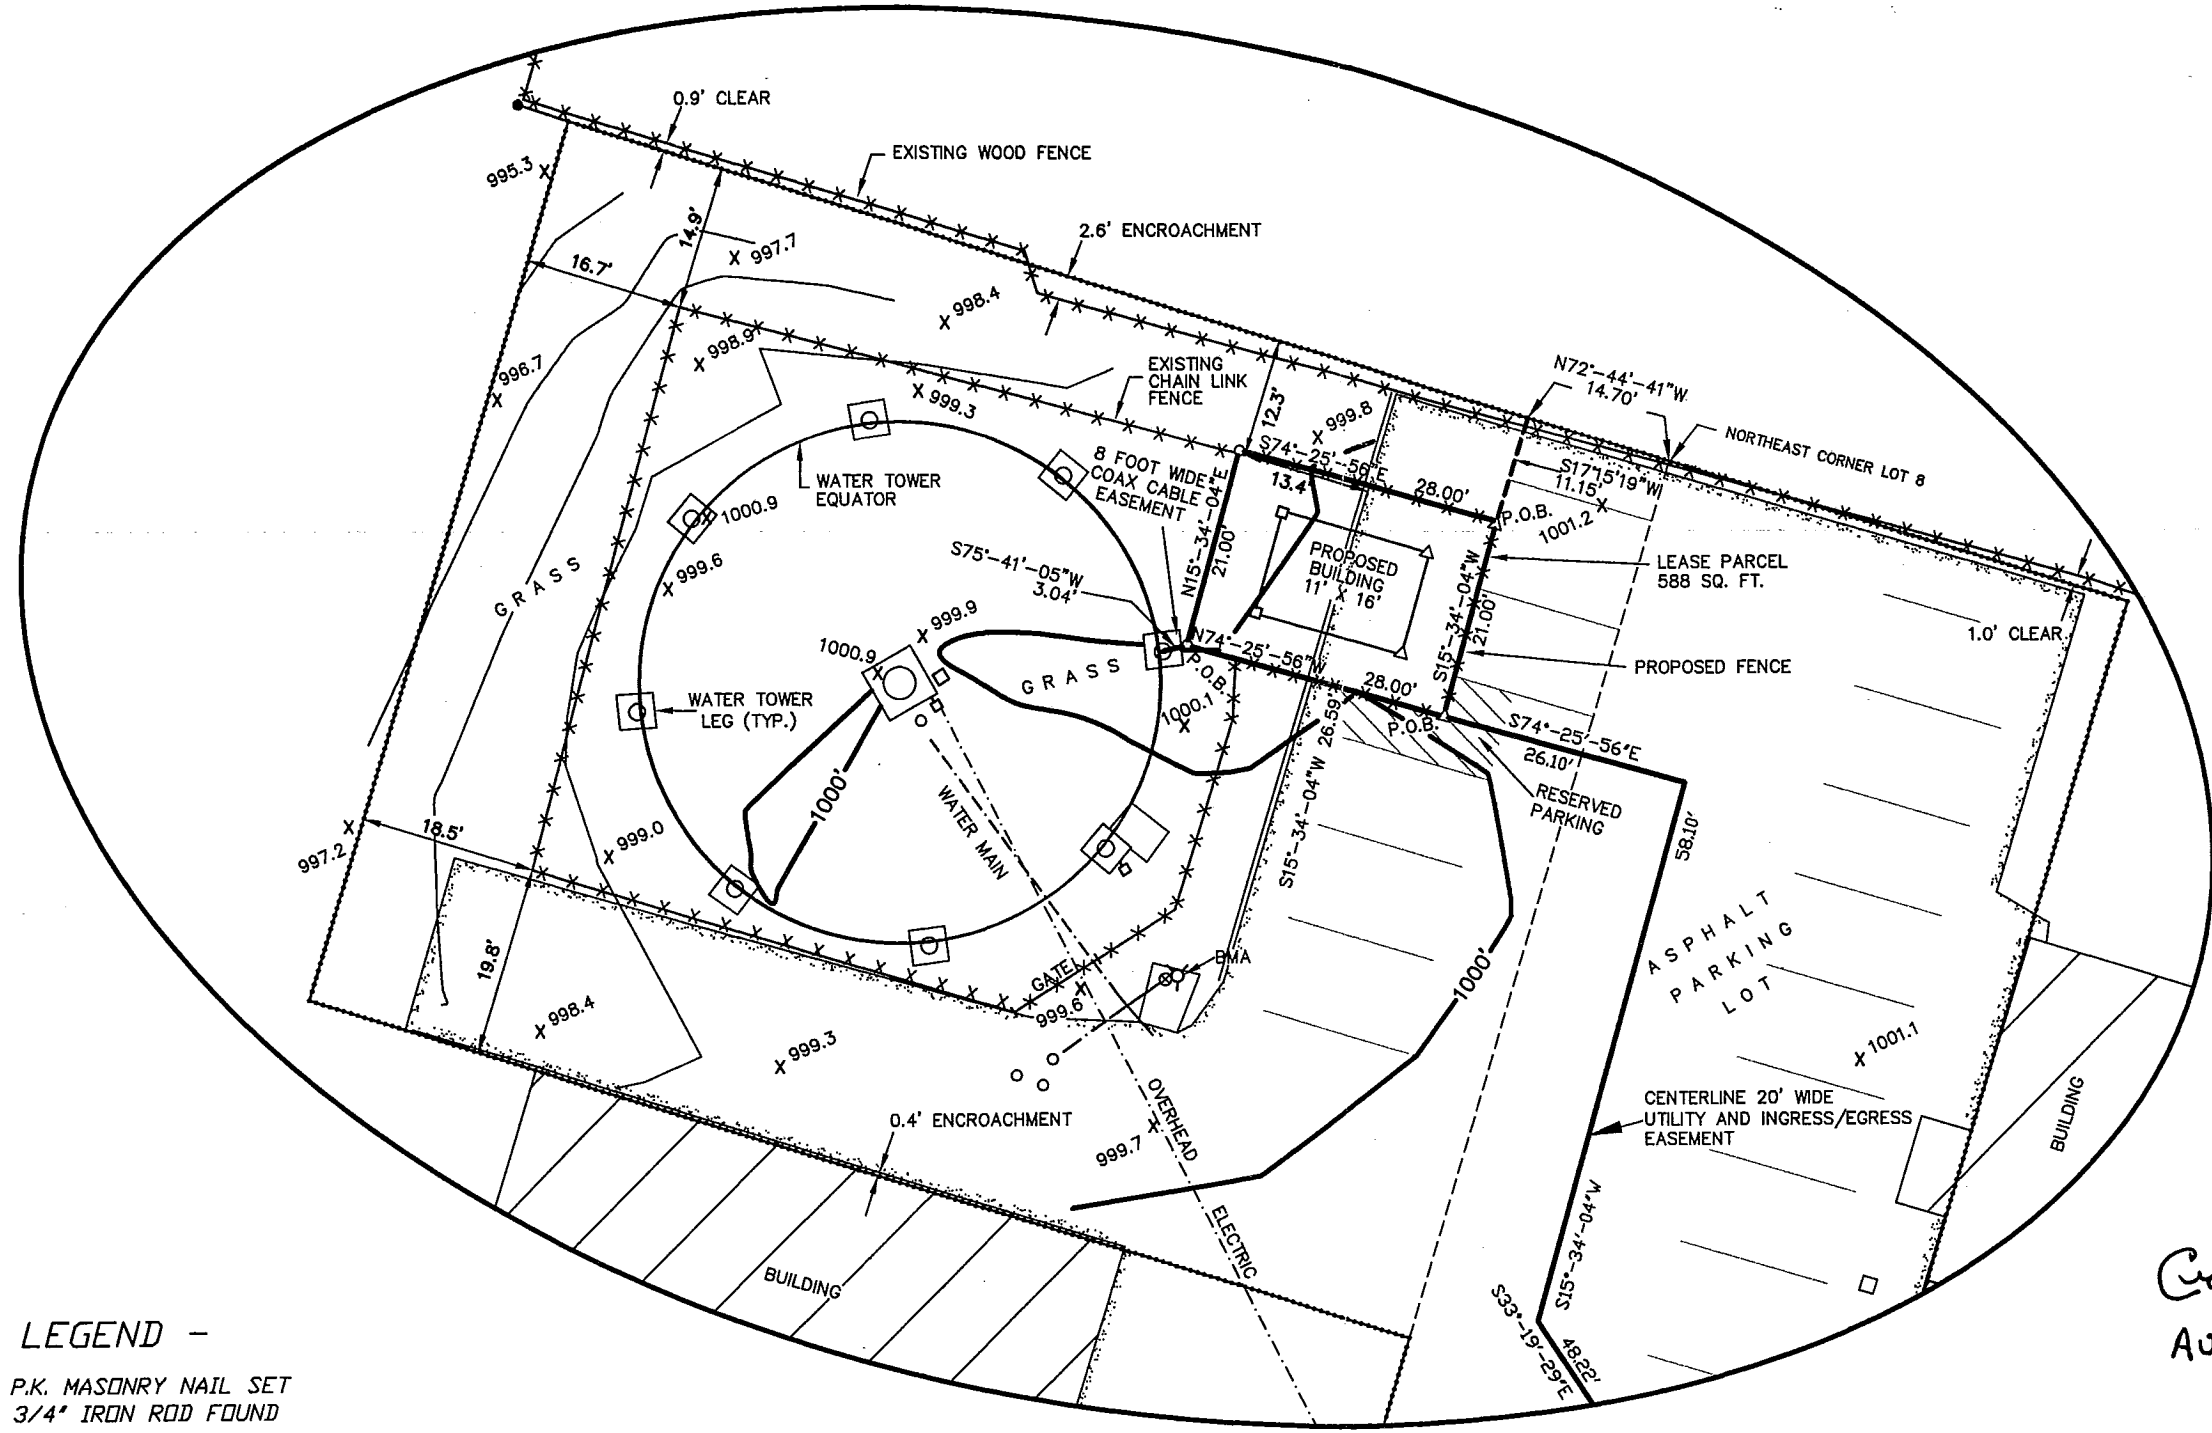 0.9' CLEAR
EXISTING WOOD FENCE
995.3
14.9'
997.7
2.6' ENCROACHMENT
16.7'
998.4
998.9
996.7
999.3
EXISTING
CHAIN LINK
FENCE
12.3'
999.8
N72°-44'-41"W
14.70'
NORTHEAST CORNER LOT 8
S17°15'19"W
11.15'
8 FOOT WIDE
COAX CABLE
EASEMENT
S74°-25'-56"E
13.4'
28.00'
P.O.B.
1001.2
WATER TOWER
EQUATOR
1000.9
N15°-34'-04"E
21.00'
PROPOSED
BUILDING
11' X 16'
LEASE PARCEL
588 SQ. FT.
S15°-34'-04"W
21.00'
S75°-41'-05"W
3.04'
999.6
GRASS
999.9
1000.9
GRASS
N74°-25'-56"W
P.O.B.
28.00'
1.0' CLEAR
PROPOSED FENCE
WATER TOWER
LEG (TYP.)
1000.1
P.O.B.
S74°-25'-56"E
26.10'
RESERVED
PARKING
S15°-34'-04"W 26.59'
1000'
WATER MAIN
58.10'
18.5'
999.0
997.2
19.8'
ASPHALT
PARKING
LOT
GATE
BMA
1000'
998.4
999.3
999.6
1001.1
OVERHEAD
0.4' ENCROACHMENT
999.7
CENTERLINE 20' WIDE
UTILITY AND INGRESS/EGRESS
EASEMENT
BUILDING
ELECTRIC
S15°-34'-04"W
BUILDING
S33°-19'-29"E
48.22'
LEGEND -
P.K. MASONRY NAIL SET
3/4" IRON ROD FOUND